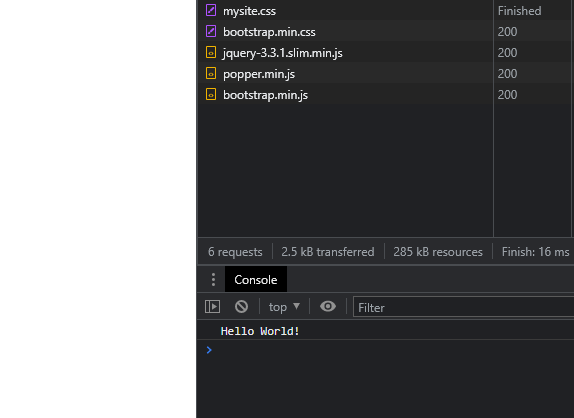 mysite.css Finished
bootstrap.min.css 200
jquery-3.3.1.slim.min.js 200
popper.min.js 200
bootstrap.min.js 200
6 requests 2.5 kB transferred 285 kB resources Finish: 16 ms
Console
top Filter
Hello World!